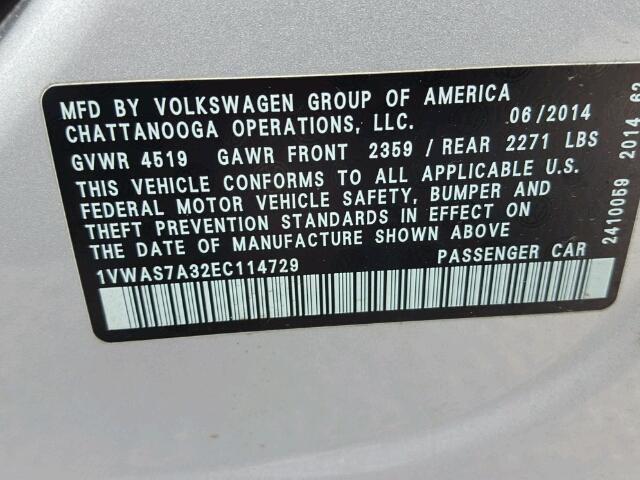 MFD BY VOLKSWAGEN GROUP OF AMERICA
CHATTANOOGA OPERATIONS, LLC. 06/2014
GVWR 4519 GAWR FRONT 2359 / REAR 2271 LBS
THIS VEHICLE CONFORMS TO ALL APPLICABLE U.S.
FEDERAL MOTOR VEHICLE SAFETY, BUMPER AND
THEFT PREVENTION STANDARDS IN EFFECT ON
THE DATE OF MANUFACTURE SHOWN ABOVE
1VWAS7A32EC114729 PASSENGER CAR
2410059 2014 62